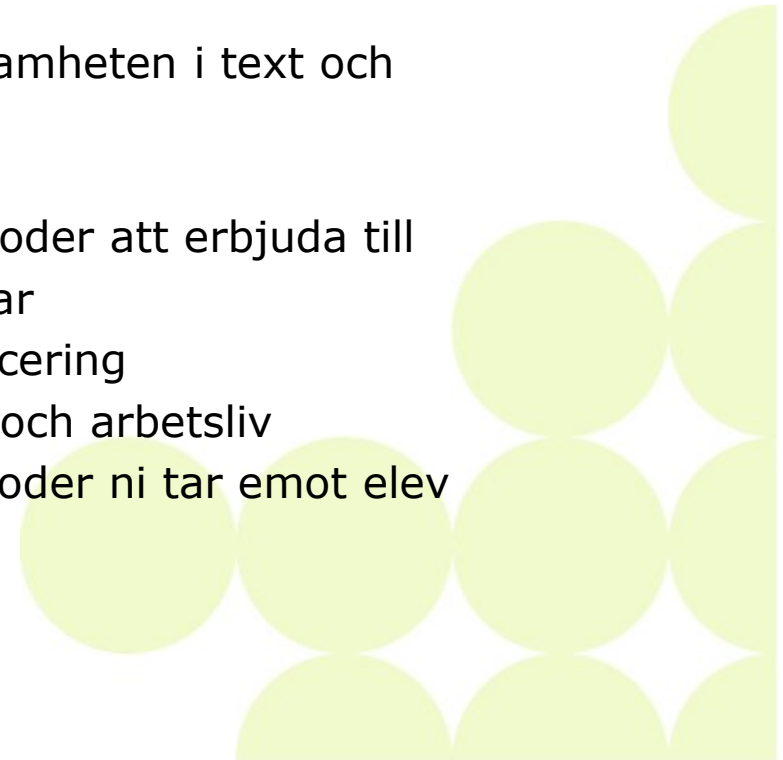 amheten i text och
oder att erbjuda till
ar
cering
och arbetsliv
oder ni tar emot elev